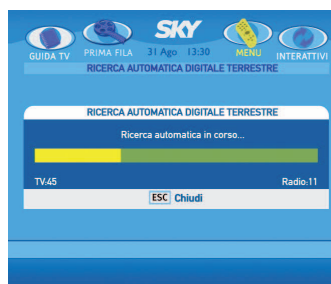 SKY
31 Ago 13:30
GUIDA TV PRIMA FILA MENU INTERATTIVI
RICERCA AUTOMATICA DIGITALE TERRESTRE
RICERCA AUTOMATICA DIGITALE TERRESTRE
Ricerca automatica in corso...
TV:45 Radio:11
ESC Chiudi